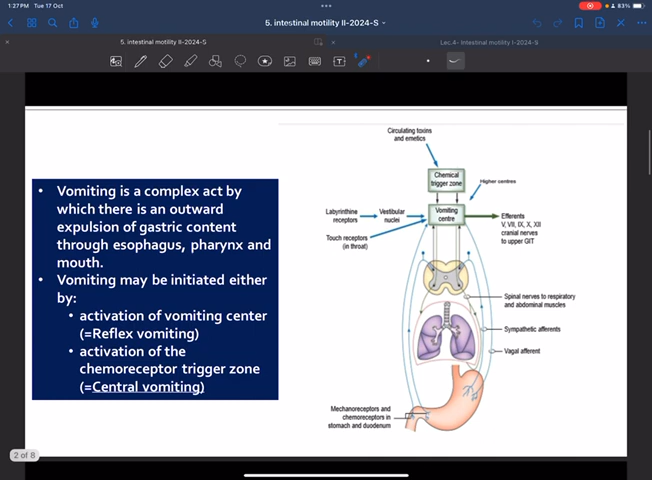 1:27PM Tue 17 Oct
83%
5. intestinal motility II-2024-S
5. intestinal motility II-2024-S
Lec.4- Intestinal motility I-2024-S
• Vomiting is a complex act by
which there is an outward
expulsion of gastric content
through esophagus, pharynx and
mouth.
• Vomiting may be initiated either
by:
• activation of vomiting center
(=Reflex vomiting)
• activation of the
chemoreceptor trigger zone
(=Central vomiting)
Circulating toxins
and emetics
Chemical
trigger zone
Higher centres
Labyrinthine
receptors
Vestibular
nuclei
Vomiting
centre
Efferents
V, VII, IX, X, XII
cranial nerves
to upper GIT
Touch receptors
(in throat)
Spinal nerves to respiratory
and abdominal muscles
Sympathetic afferents
Vagal afferent
Mechanoreceptors and
chemoreceptors in
stomach and duodenum
2 of 8